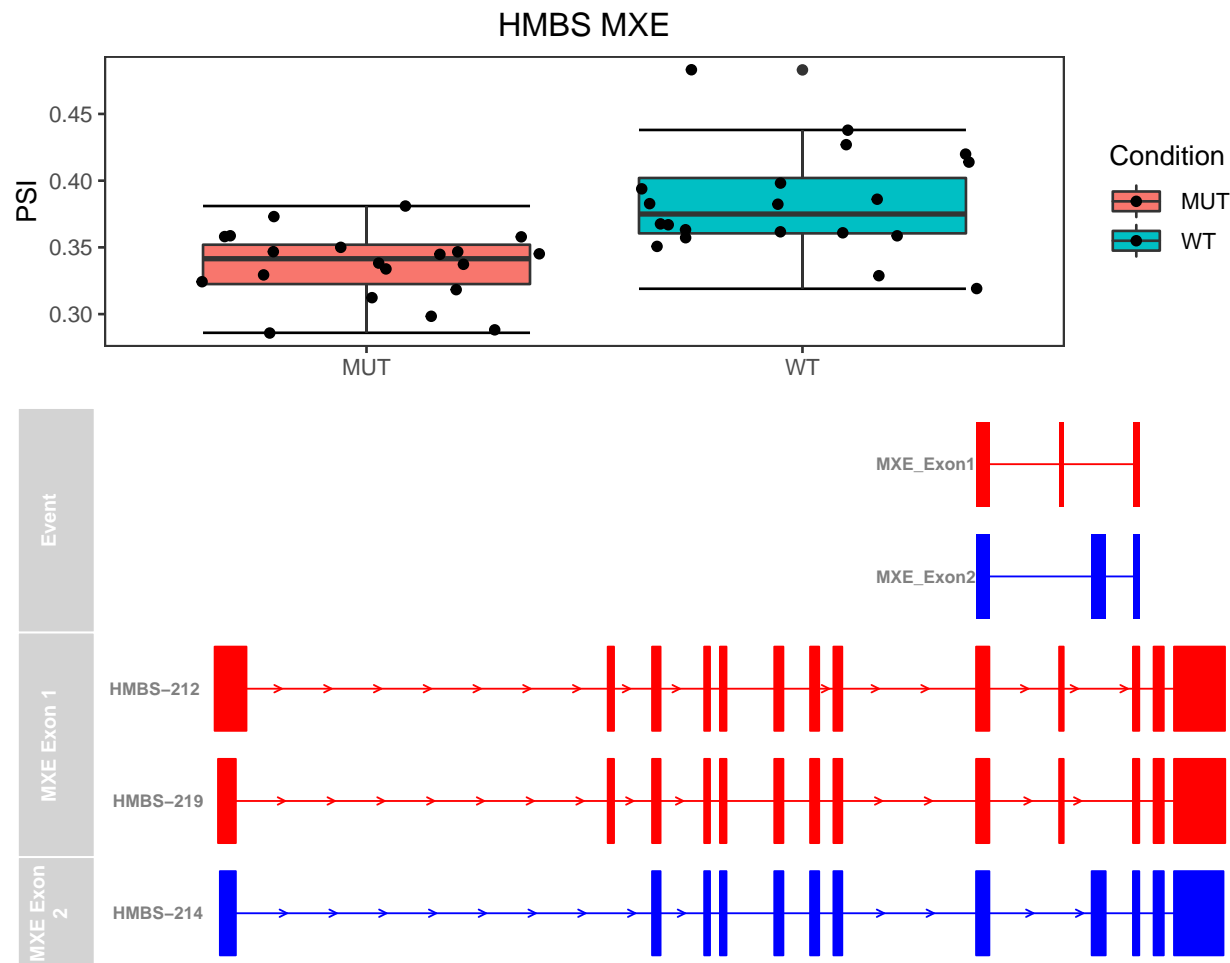 HMBS MXE
PSI
0.45
0.40
0.35
0.30
MUT
WT
Condition
MUT
WT
Event
MXE_Exon1
MXE_Exon2
MXE Exon 1
HMBS−212
HMBS−219
MXE Exon
2
HMBS−214